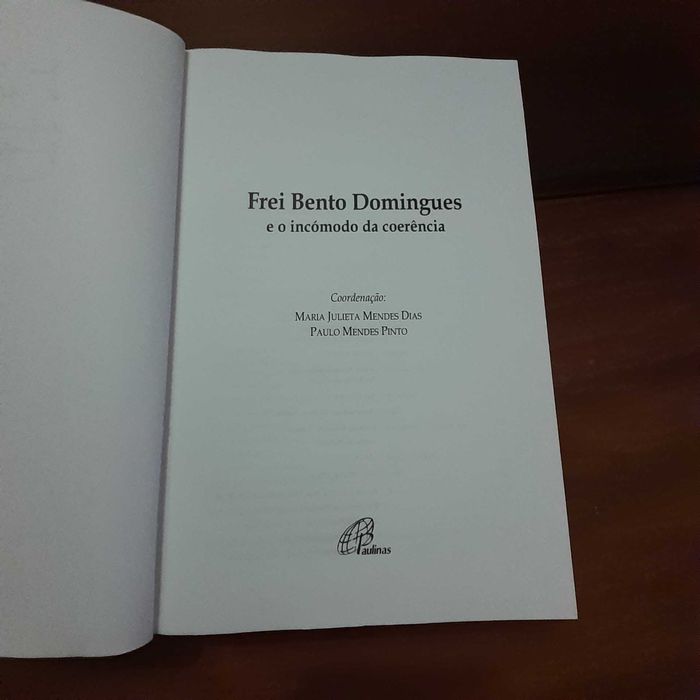 Frei Bento Domingues
e o incómodo da coerência
Coordenação:
MARIA JULIETA MENDES DIAS
PAULO MENDES PINTO
Paulinas